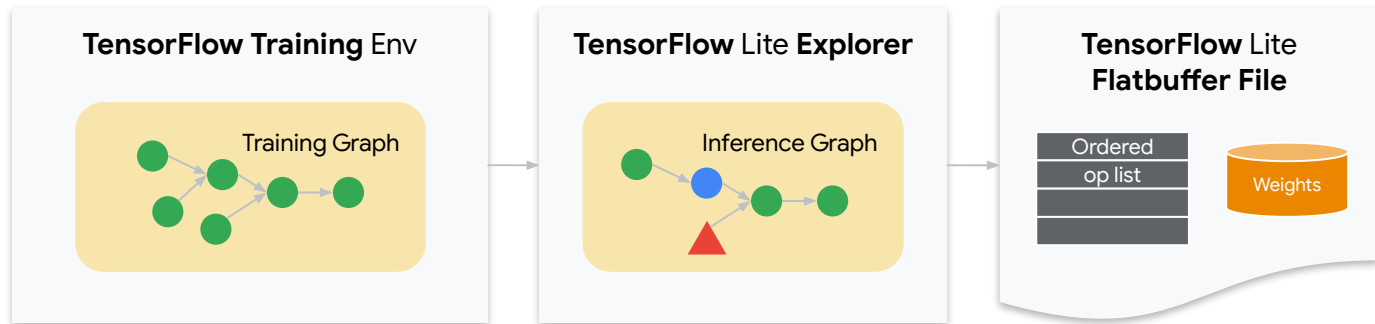 TensorFlow Training Env
Training Graph
TensorFlow Lite Explorer
Inference Graph
TensorFlow Lite
Flatbuffer File
Ordered
op list
Weights